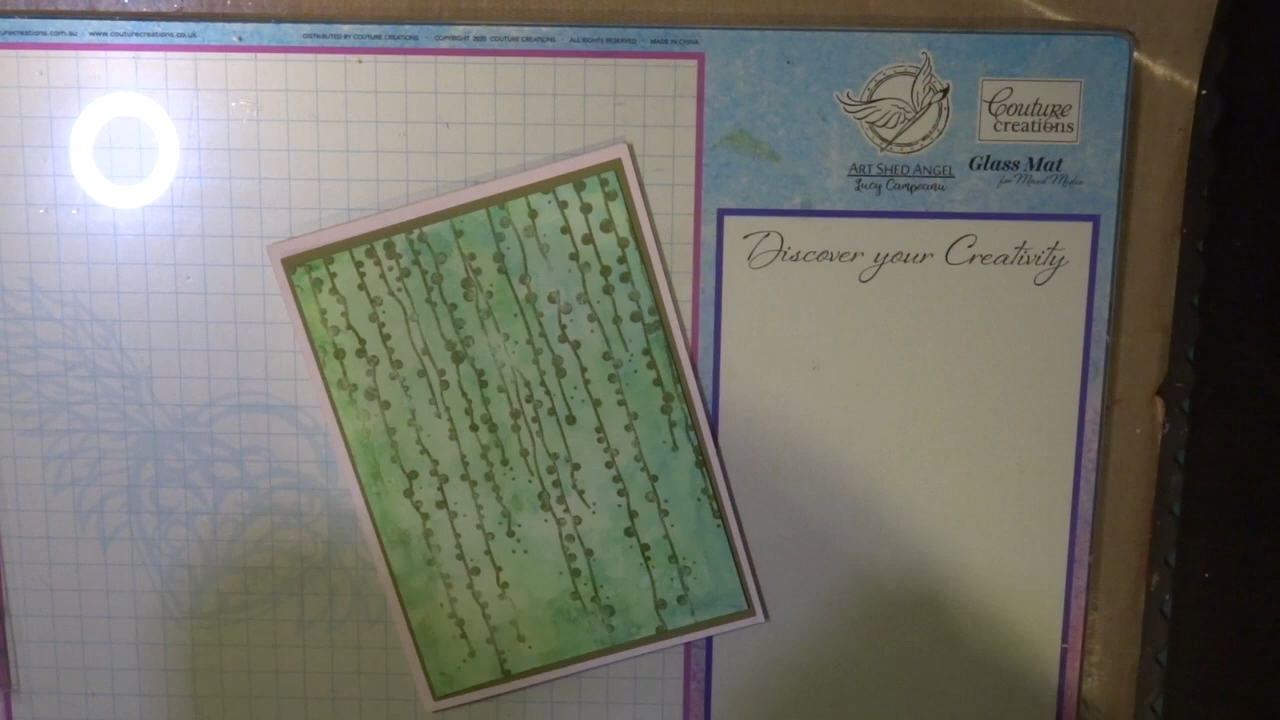 www.couturecreations.co.uk
DISTRIBUTED BY COUTURE CREATIONS · COPYRIGHT 2020 COUTURE CREATIONS · ALL RIGHTS RESERVED · MADE IN CHINA
ART SHED ANGEL
Lucy Campeanu
Couture
creations
Glass Mat
for Mixed Media
Discover your Creativity